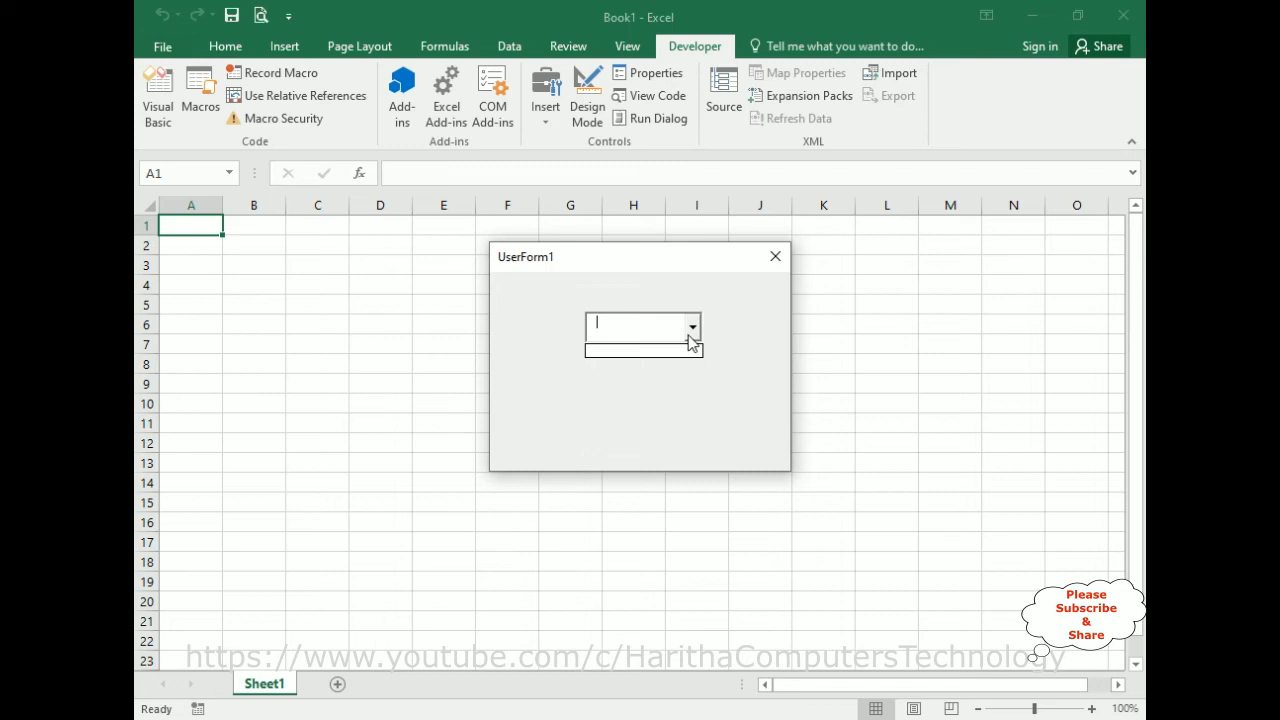 Book1 - Excel
File Home Insert Page Layout Formulas Data Review View Developer Tell me what you want to do... Sign in Share
Visual Basic
Macros
Record Macro
Use Relative References
Macro Security
Code
Add-ins
Excel Add-ins
COM Add-ins
Add-ins
Insert
Design Mode
Properties
View Code
Run Dialog
Controls
Source
Map Properties
Expansion Packs
Refresh Data
Import
Export
XML
A1
fx
A B C D E F G H I J K L M N O
1
2
3
4
5
6
7
8
9
10
11
12
13
14
15
16
17
18
19
20
21
22
23
UserForm1
Please
Subscribe
&
Share
https://www.youtube.com/c/HarithaComputersTechnology
Sheet1
Ready
100%